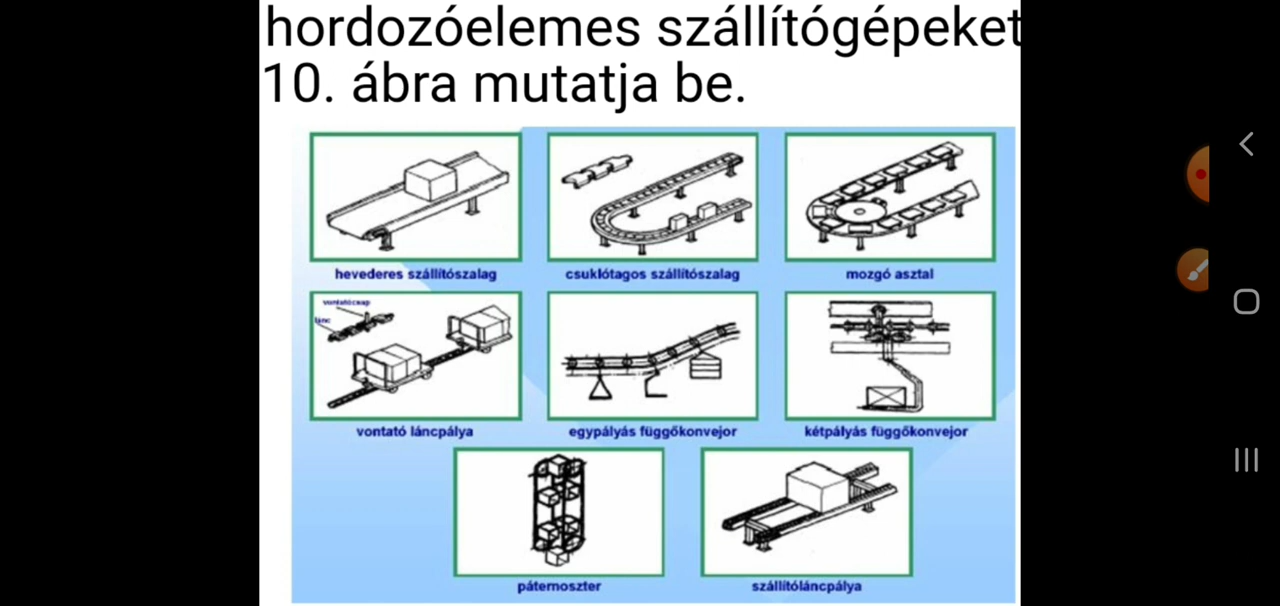 hordozóelemes szállítógépeket
10. ábra mutatja be.
hevederes szállítószalag
csuklótagos szállítószalag
mozgó asztal
vontatócsap
lánc
vontató láncpálya
egypályás függőkonvejor
kétpályás függőkonvejor
páternoszter
szállítóláncpálya